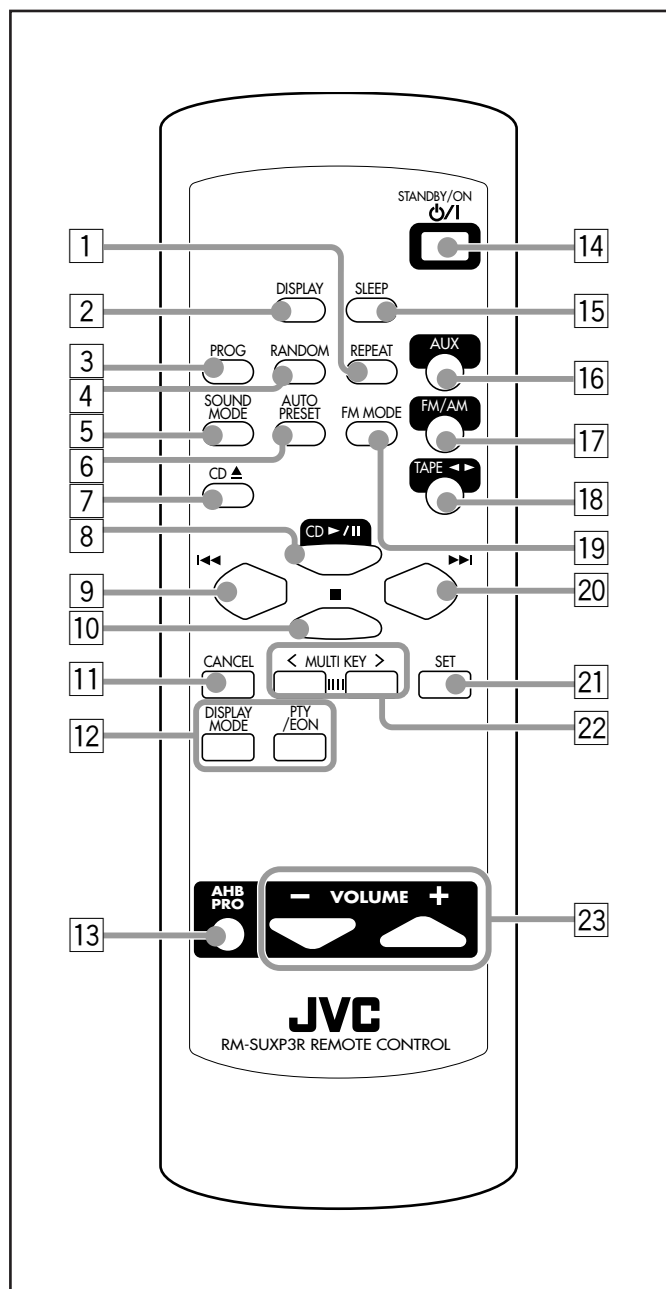 STANDBY/ON
⏻/I
1
14
DISPLAY
SLEEP
2
15
PROG
RANDOM
REPEAT
AUX
3
4
16
SOUND
MODE
AUTO
PRESET
FM MODE
FM/AM
5
6
17
CD ⏏
TAPE ◄ ►
7
18
CD ►/II
8
19
I◄◄
►►I
9
■
20
10
CANCEL
< MULTI KEY >
SET
11
21
DISPLAY
MODE
PTY
/EON
12
22
AHB
PRO
– VOLUME +
13
23
JVC
RM-SUXP3R REMOTE CONTROL